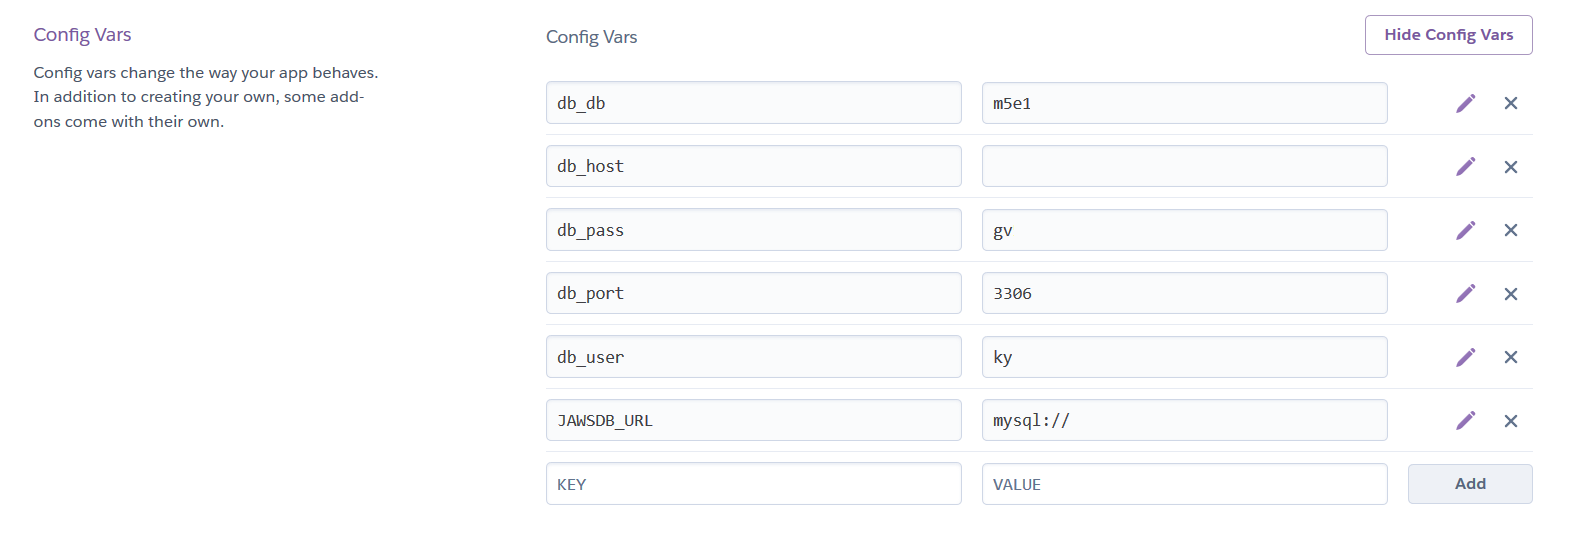 Config Vars
Config vars change the way your app behaves.
In addition to creating your own, some add-
ons come with their own.
Config Vars
Hide Config Vars
db_db m5e1
db_host
db_pass gv
db_port 3306
db_user ky
JAWSDB_URL mysql://
KEY VALUE Add